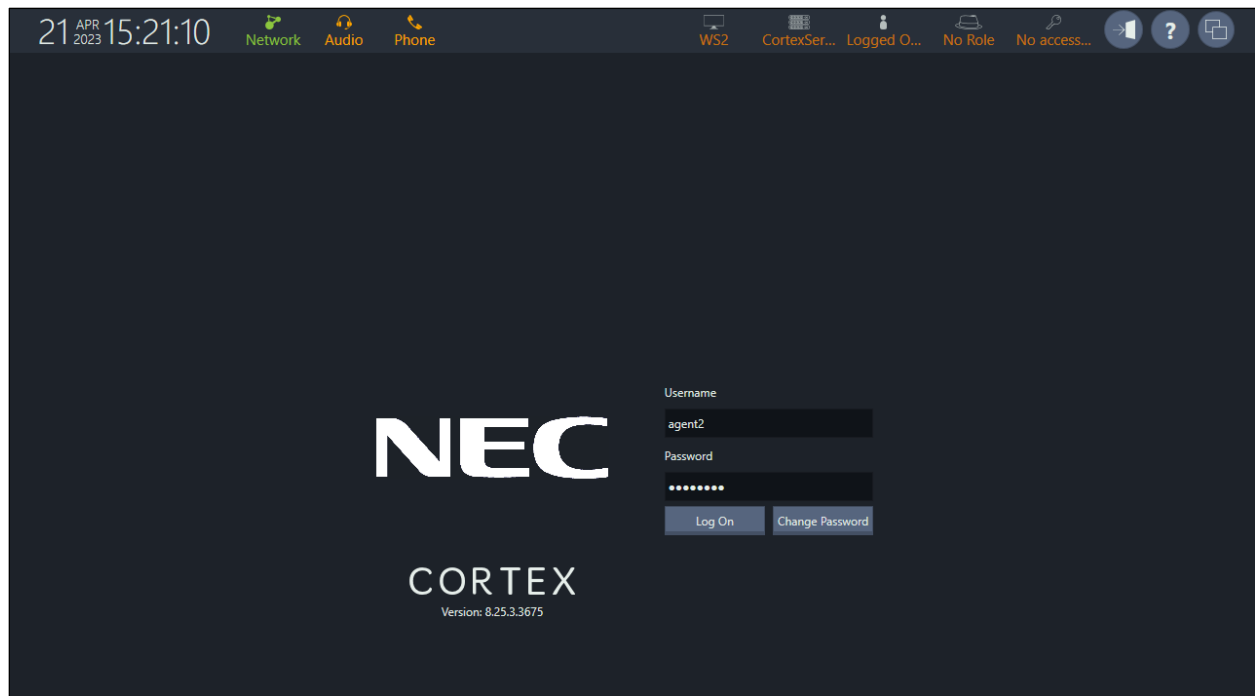 21 APR 2023 15:21:10 Network Audio Phone WS2 CortexSer... Logged O... No Role No access... ?
Username
agent2
NEC
Password
••••••••
Log On Change Password
CORTEX
Version: 8.25.3.3675